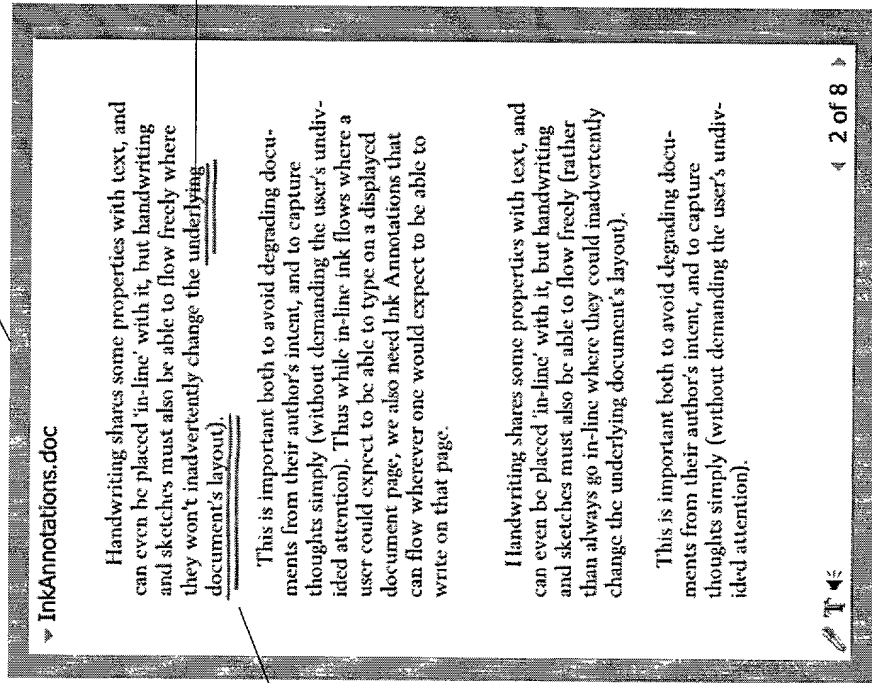 InkAnnotations.doc
Handwriting shares some properties with text, and
can even be placed 'in-line' with it, but handwriting
and sketches must also be able to flow freely where
they won't inadvertently change the underlying
document's layout).
This is important both to avoid degrading docu-
ments from their author's intent, and to capture
thoughts simply (without demanding the user's undiv-
ided attention). Thus while in-line ink flows where a
user could expect to be able to type on a displayed
document page, we also need Ink Annotations that
can flow wherever one would expect to be able to
write on that page.
Handwriting shares some properties with text, and
can even be placed 'in-line' with it, but handwriting
and sketches must also be able to flow freely (rather
than always go in-line where they could inadvertently
change the underlying document's layout).
This is important both to avoid degrading docu-
ments from their author's intent, and to capture
thoughts simply (without demanding the user's undiv-
ided attention).
T
2 of 8